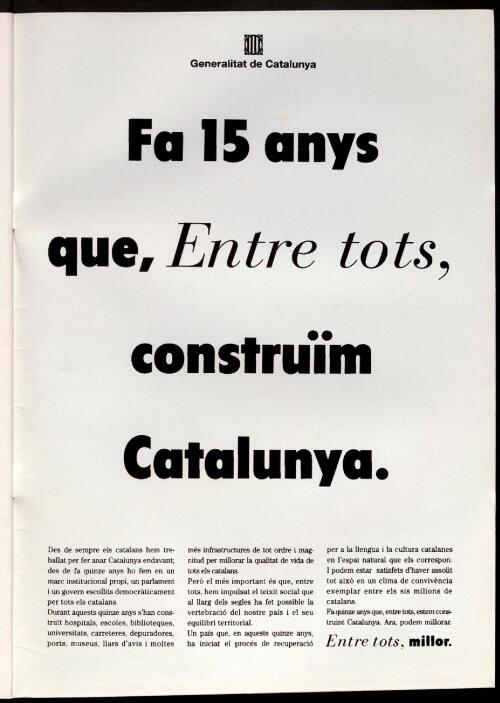 Generalitat de Catalunya
Fa 15 anys
que, Entre tots,
construïm
Catalunya.
Des de sempre els catalans hem tre-
ballat per fer anar Catalunya endavant;
des de fa quinze anys ho fem en un
marc institucional propi, un parlament
i un govern escollits democràticament
per tots els catalans.
Durant aquests quinze anys s'han cons-
truït hospitals, escoles, biblioteques,
universitats, carreteres, depuradores,
ports, museus, llars d'avis i moltes
més infrastructures de tot ordre i mag-
nitud per millorar la qualitat de vida de
tots els catalans.
Però el més important és que, entre
tots, hem impulsat el teixit social que
al llarg dels segles ha fet possible la
vertebració del nostre país i el seu
equilibri territorial.
Un país que, en aquests quinze anys,
ha iniciat el procés de recuperació
per a la llengua i la cultura catalanes
en l'espai natural que els correspon.
I podem estar satisfets d'haver assolit
tot això en un clima de convivència
exemplar entre els sis milions de
catalans.
Fa quinze anys que, entre tots, estem cons-
truint Catalunya. Ara, podem millorar.
Entre tots, millor.